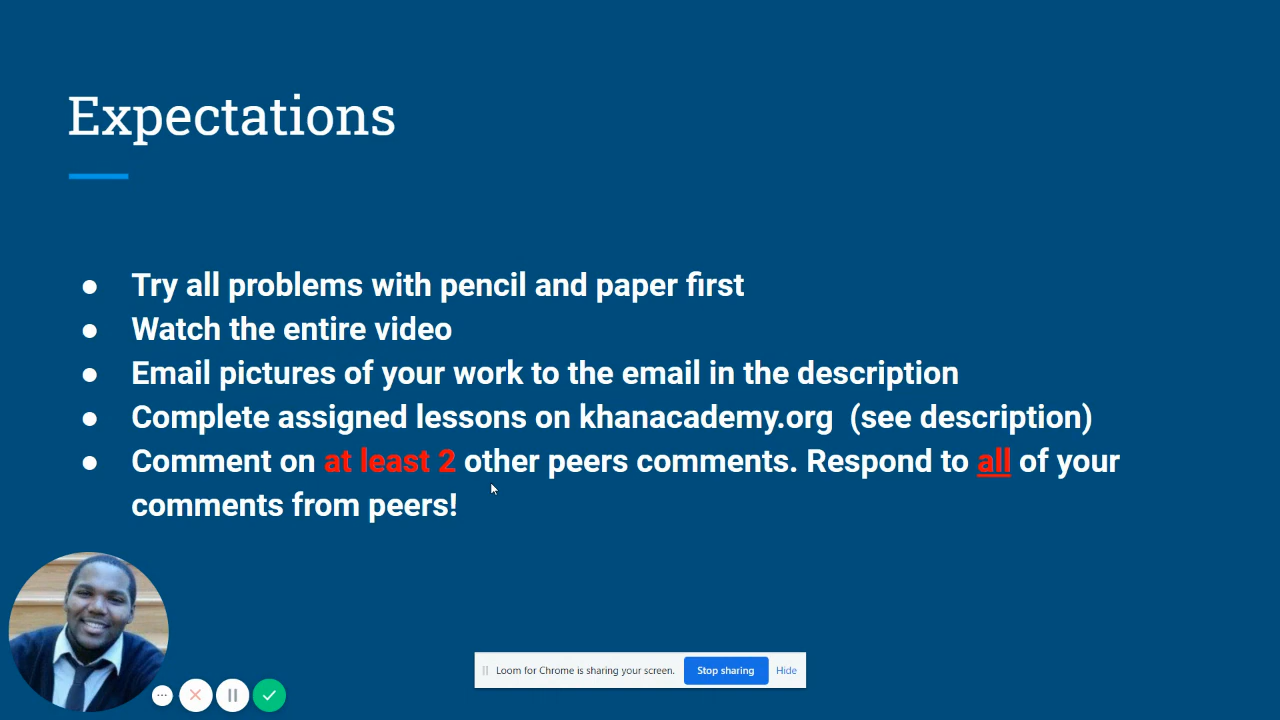 Expectations
● Try all problems with pencil and paper first
● Watch the entire video
● Email pictures of your work to the email in the description
● Complete assigned lessons on khanacademy.org  (see description)
● Comment on at least 2 other peers comments. Respond to all of your
comments from peers!
Loom for Chrome is sharing your screen. Stop sharing Hide